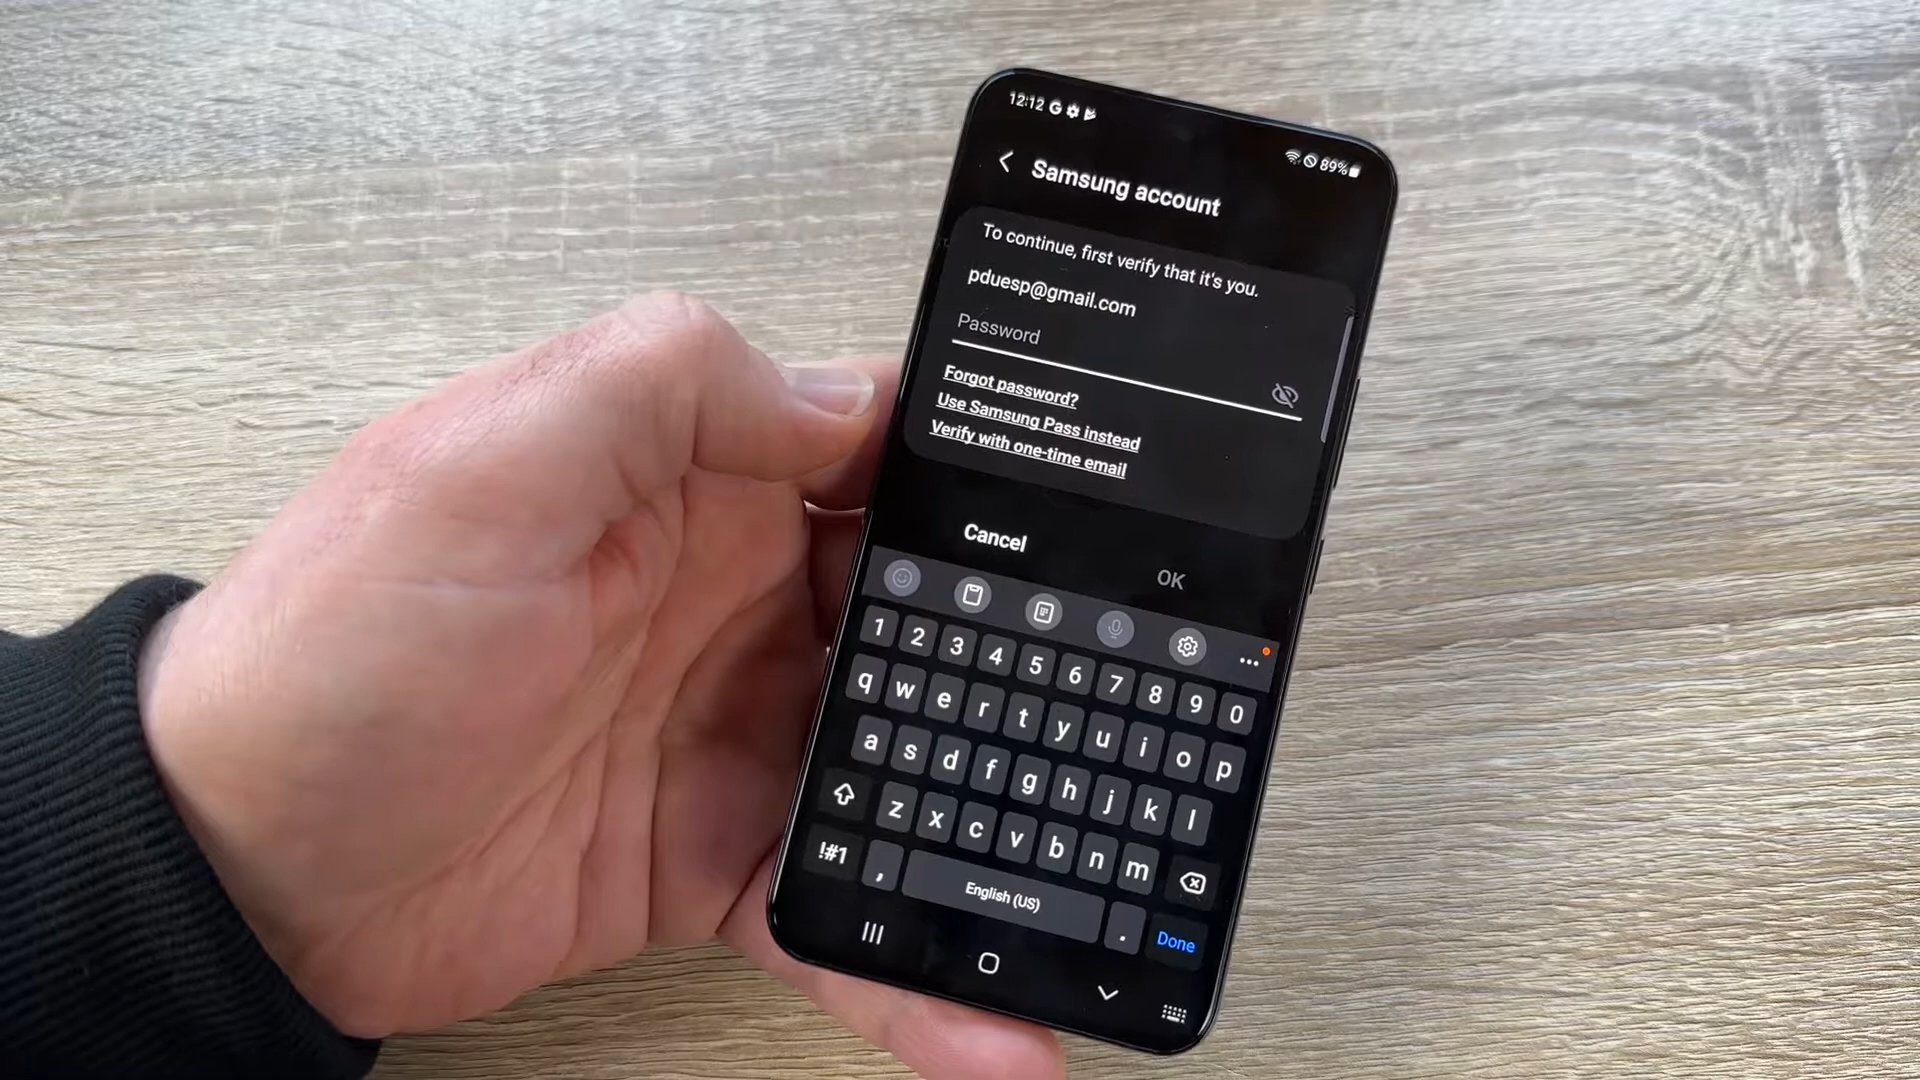 12:12 G
89%
Samsung account
To continue, first verify that it's you.
pduesp@gmail.com
Password
Forgot password?
Use Samsung Pass instead
Verify with one-time email
Cancel
OK
1 2 3 4 5 6 7 8 9 0
q w e r t y u i o p
a s d f g h j k l
z x c v b n m
!#1 , English (US) . Done